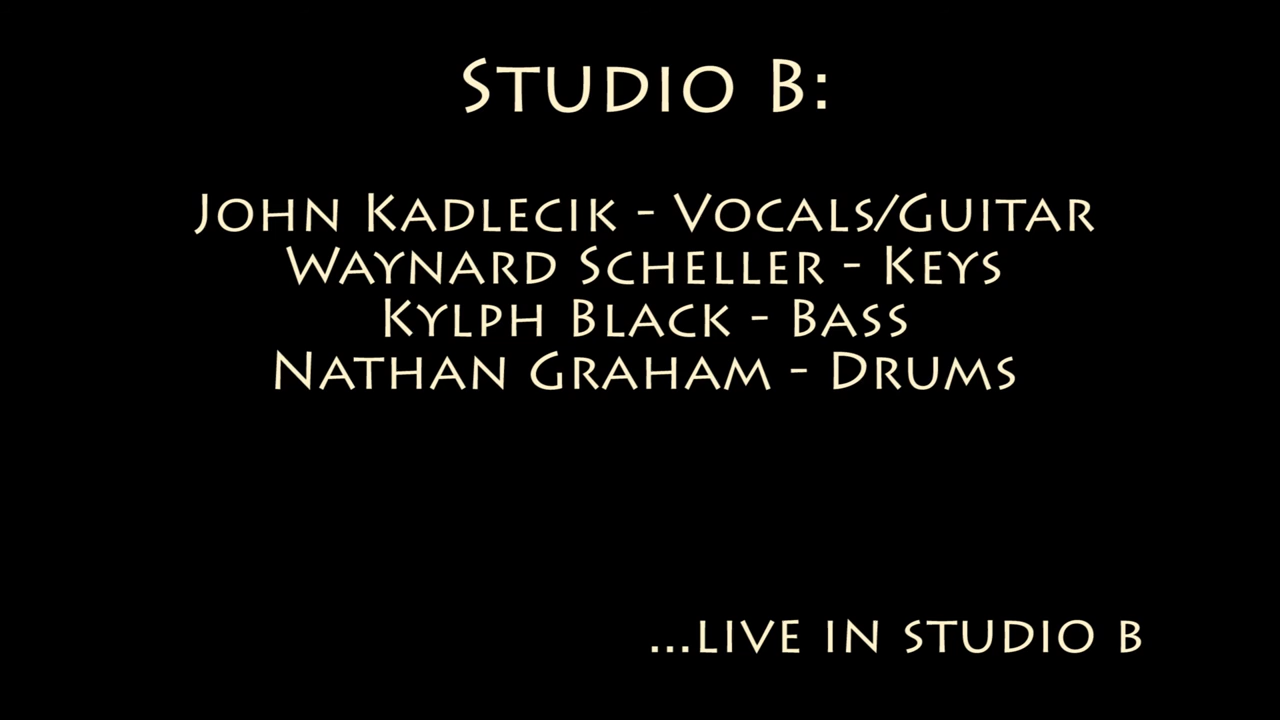 Studio B:
John Kadlecik - Vocals/Guitar
Waynard Scheller - Keys
Kylph Black - Bass
Nathan Graham - Drums
...live in studio b